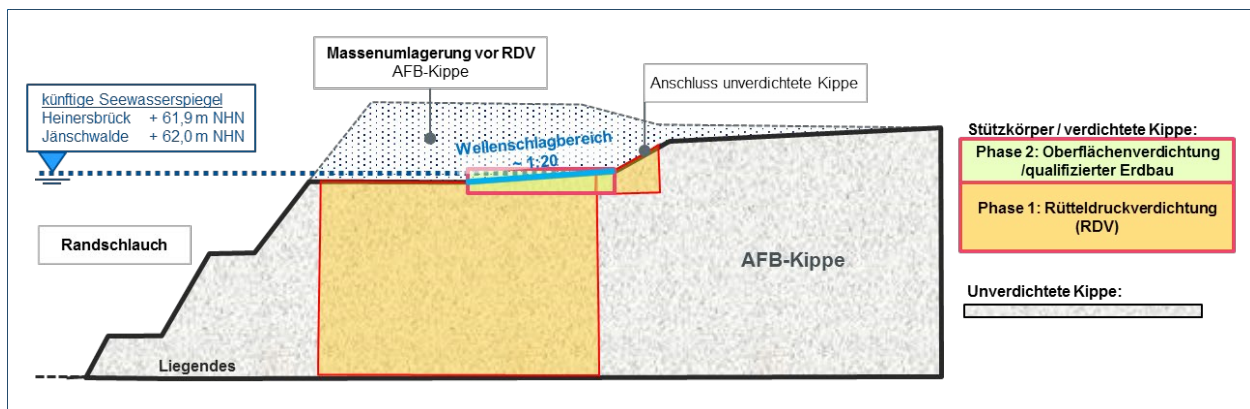 Massenumlagerung vor RDV
AFB-Kippe
Anschluss unverdichtete Kippe
künftige Seewasserspiegel
Heinersbrück + 61,9 m NHN
Jänschwalde + 62,0 m NHN
Wellenschlagbereich
~ 1:20
Stützkörper / verdichtete Kippe:
Phase 2: Oberflächenverdichtung
/qualifizierter Erdbau
Phase 1: Rütteldruckverdichtung
(RDV)
Randschlauch
AFB-Kippe
Unverdichtete Kippe:
Liegendes